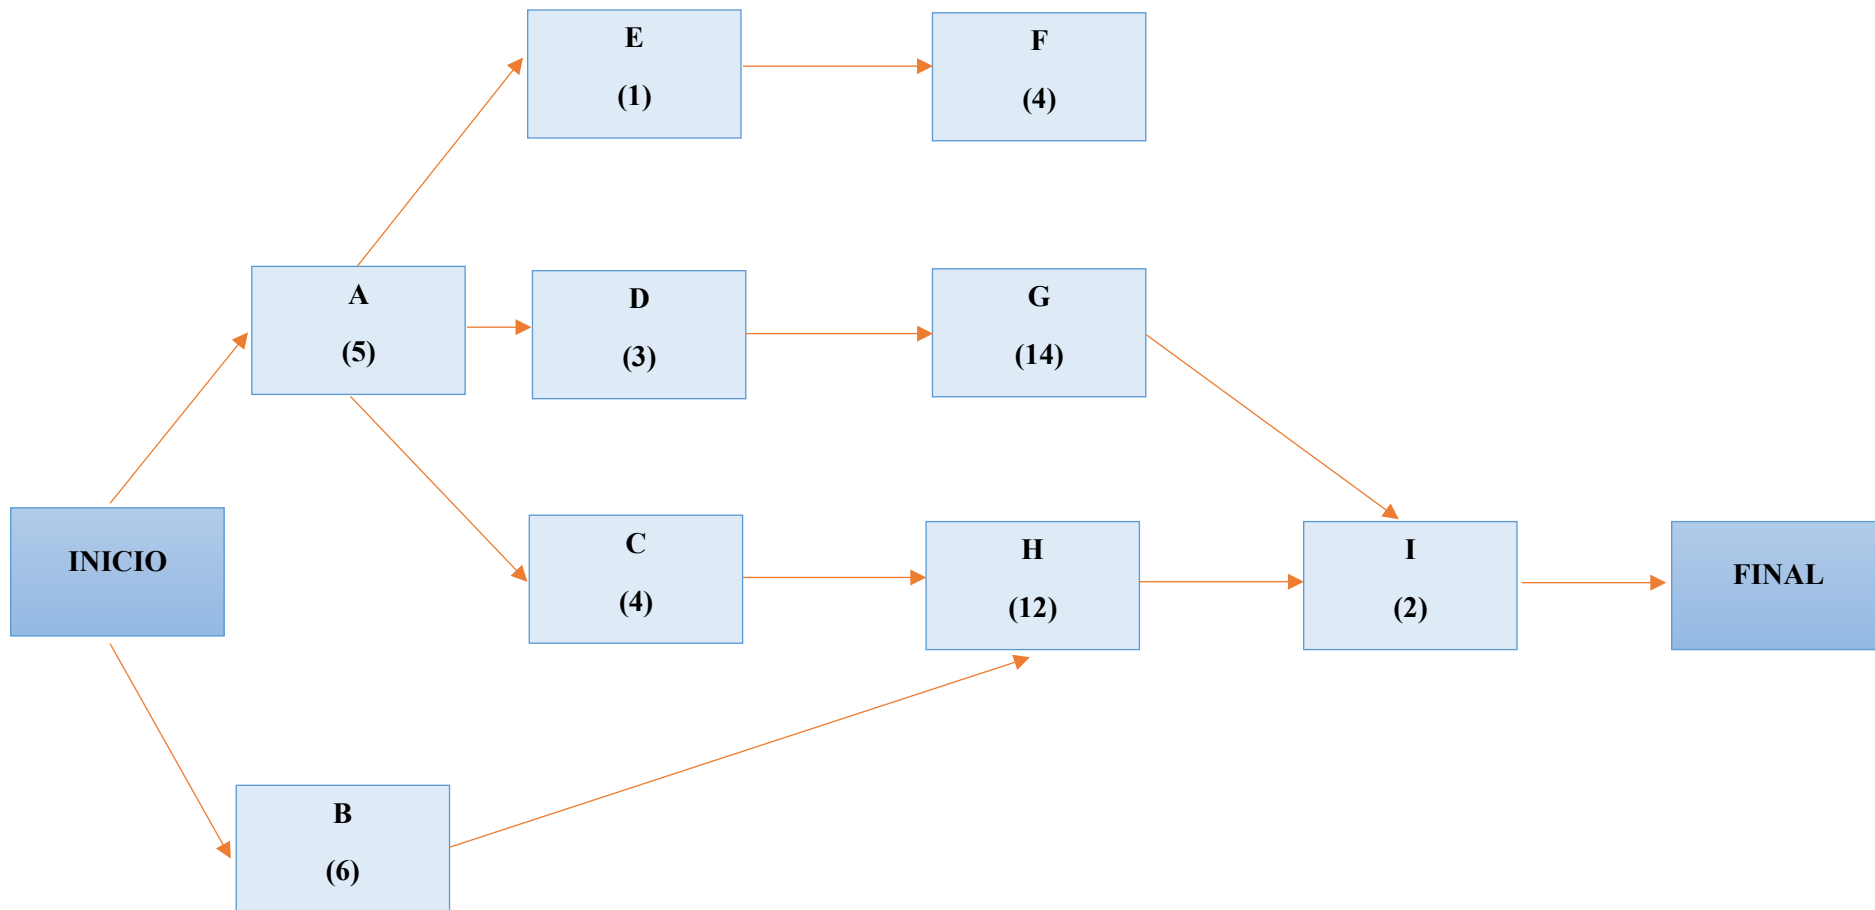 E
(1)
F
(4)
A
(5)
D
(3)
G
(14)
INICIO
C
(4)
H
(12)
I
(2)
FINAL
B
(6)